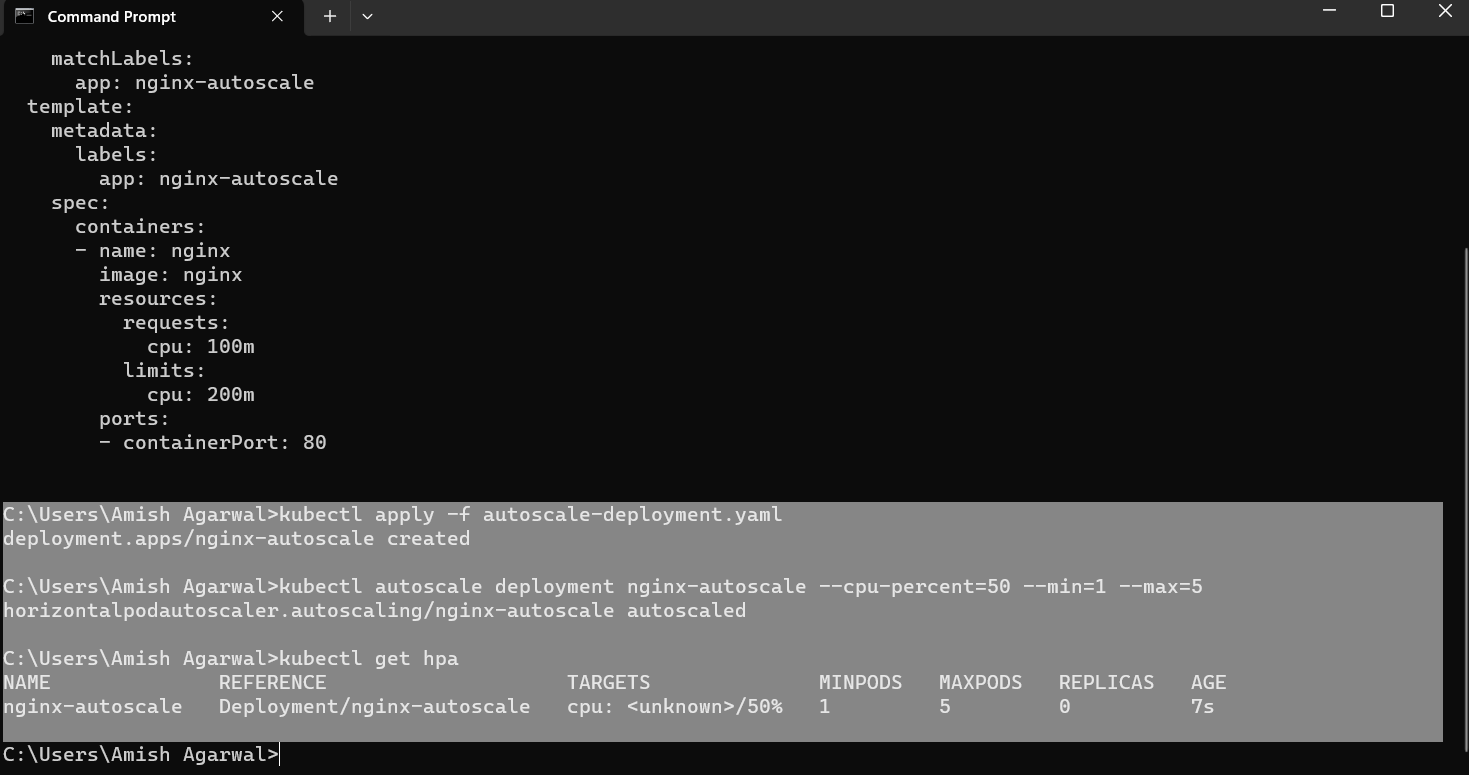 Command Prompt
matchLabels:
app: nginx-autoscale
template:
metadata:
labels:
app: nginx-autoscale
spec:
containers:
- name: nginx
image: nginx
resources:
requests:
cpu: 100m
limits:
cpu: 200m
ports:
- containerPort: 80
C:\Users\Amish Agarwal>kubectl apply -f autoscale-deployment.yaml
deployment.apps/nginx-autoscale created
C:\Users\Amish Agarwal>kubectl autoscale deployment nginx-autoscale --cpu-percent=50 --min=1 --max=5
horizontalpodautoscaler.autoscaling/nginx-autoscale autoscaled
C:\Users\Amish Agarwal>kubectl get hpa
NAME REFERENCE TARGETS MINPODS MAXPODS REPLICAS AGE
nginx-autoscale Deployment/nginx-autoscale cpu: <unknown>/50% 1 5 0 7s
C:\Users\Amish Agarwal>